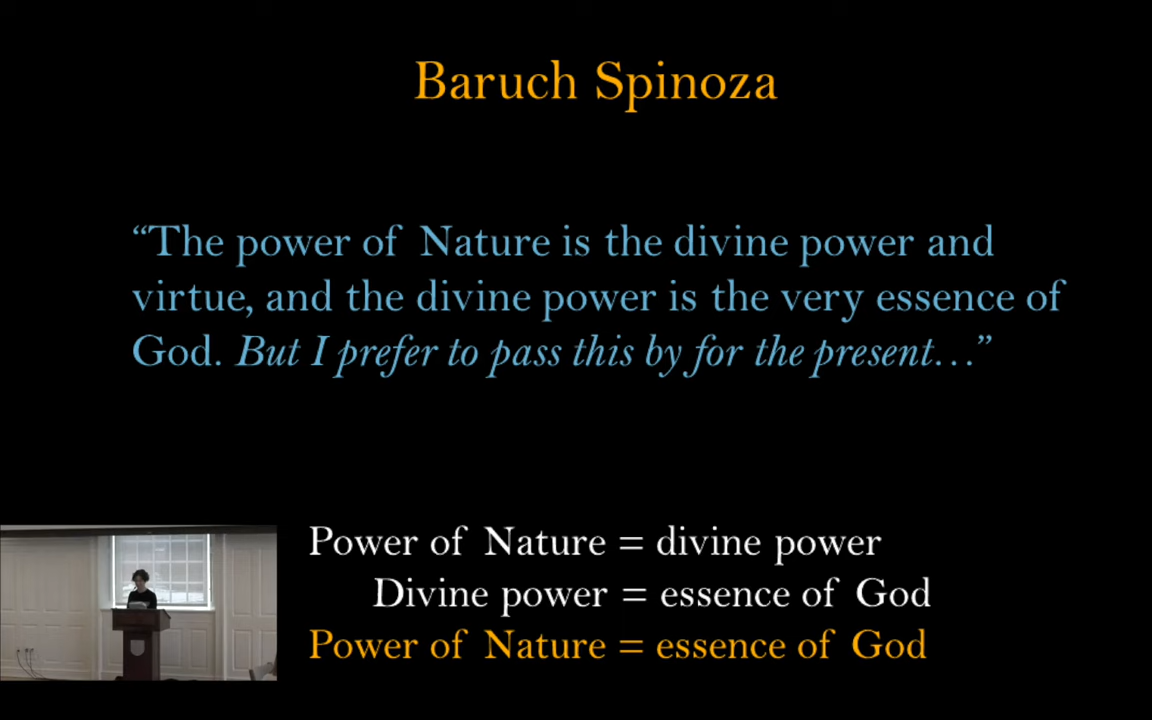 Baruch Spinoza
“The power of Nature is the divine power and
virtue, and the divine power is the very essence of
God. But I prefer to pass this by for the present…”
Power of Nature = divine power
Divine power = essence of God
Power of Nature = essence of God